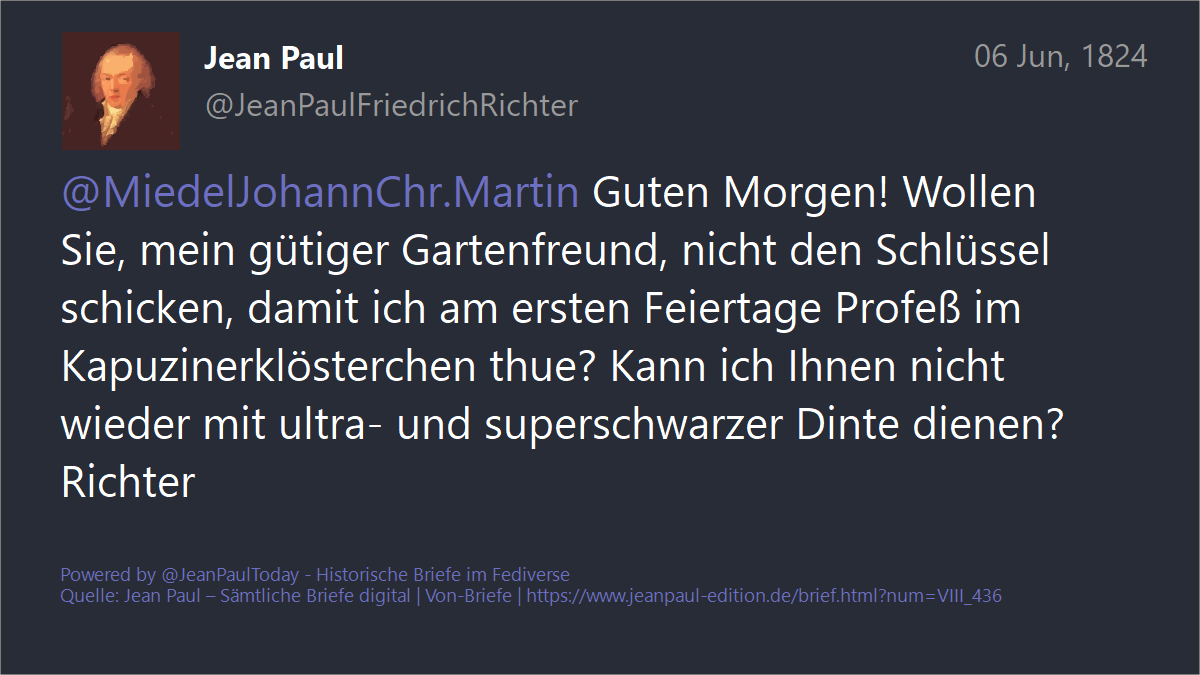 Jean Paul
06 Jun, 1824
@JeanPaulFriedrichRichter
@MiedelJohannChr.Martin Guten Morgen! Wollen
Sie, mein gütiger Gartenfreund, nicht den Schlüssel
schicken, damit ich am ersten Feiertage Profeß im
Kapuzinerklösterchen thue? Kann ich Ihnen nicht
wieder mit ultra- und superschwarzer Dinte dienen?
Richter
Powered by @JeanPaulToday - Historische Briefe im Fediverse
Quelle: Jean Paul – Sämtliche Briefe digital | Von-Briefe | https://www.jeanpaul-edition.de/brief.html?num=VIII_436